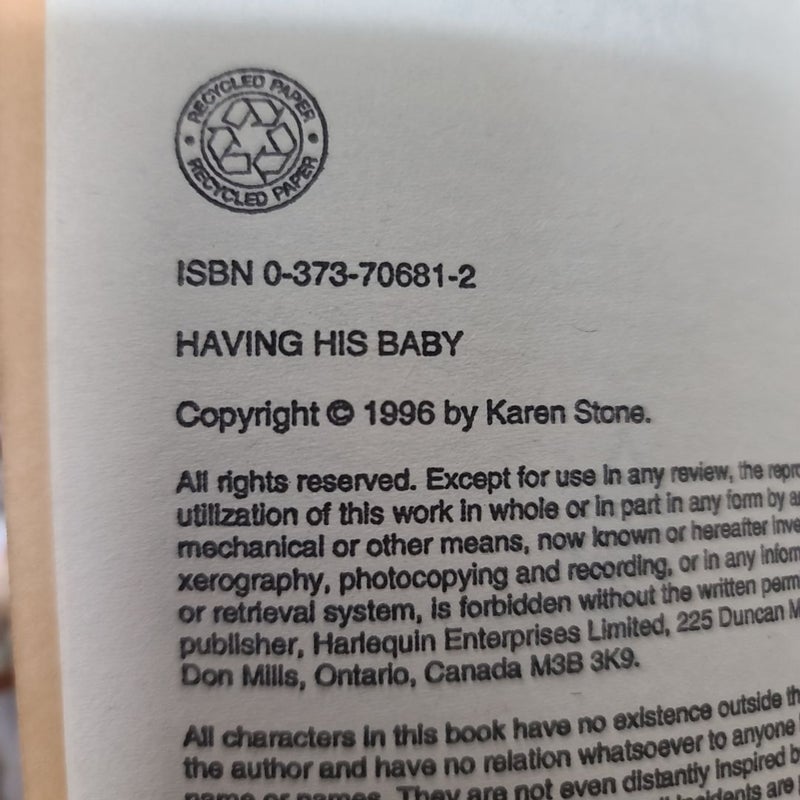 RECYCLED PAPER
RECYCLED PAPER
ISBN 0-373-70681-2
HAVING HIS BABY
Copyright © 1996 by Karen Stone.
All rights reserved. Except for use in any review, the
utilization of this work in whole or in part in any form by
mechanical or other means, now known or hereafter
xerography, photocopying and recording, or in any
or retrieval system, is forbidden without the written
publisher, Harlequin Enterprises Limited, 225 Duncan
Don Mills, Ontario, Canada M3B 3K9.
All characters in this book have no existence outside
the author and have no relation whatsoever to anyone
name or names. They are not even distantly inspired
are